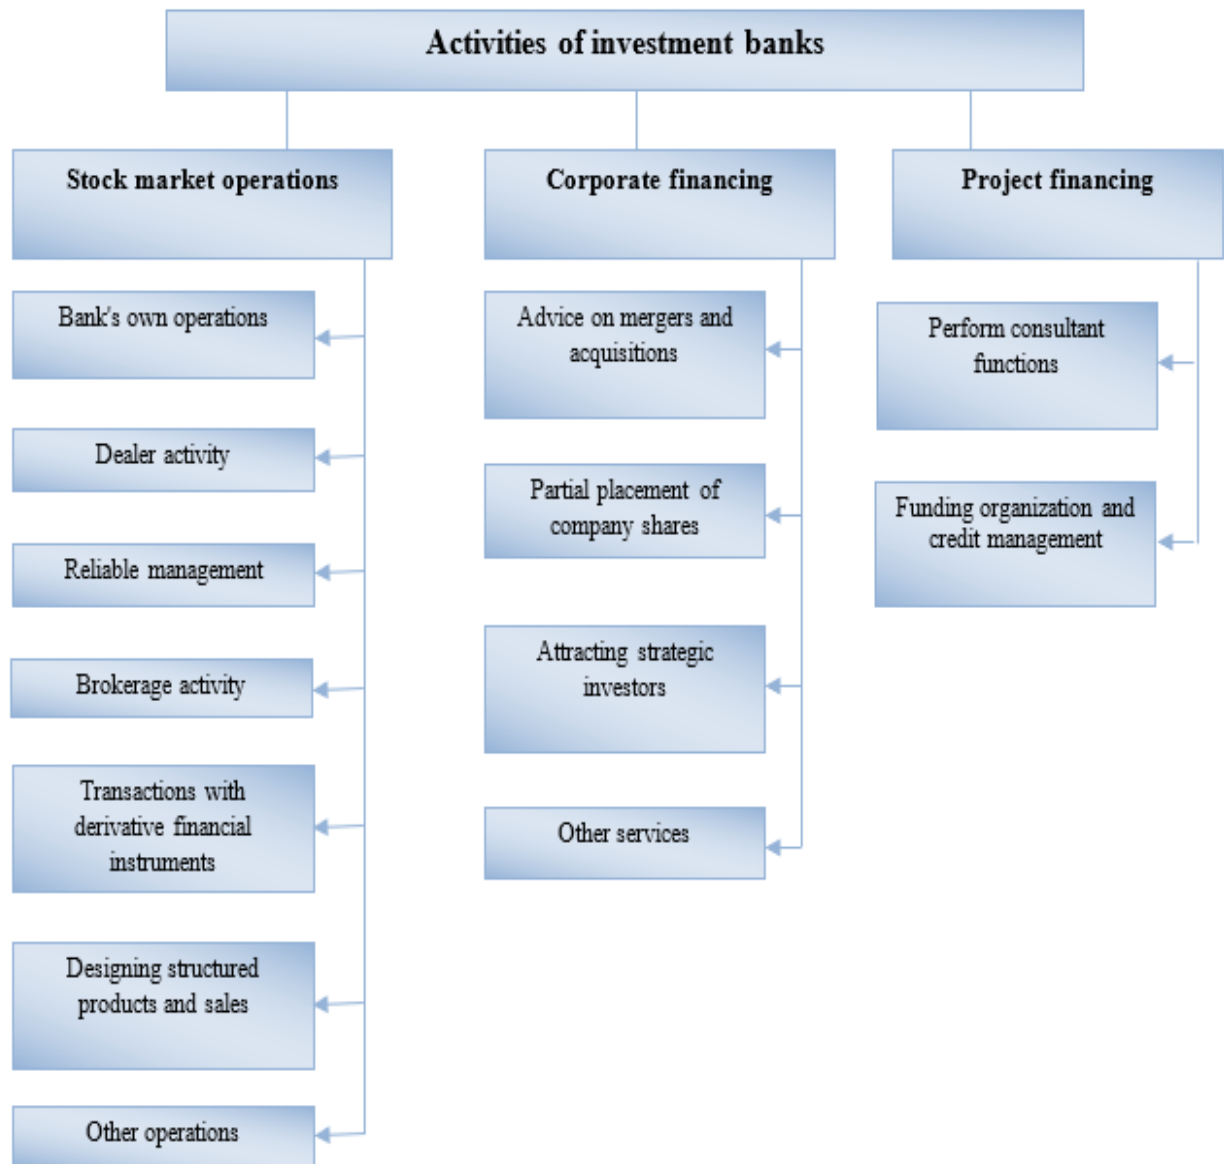 Activities of investment banks
Stock market operations
Bank's own operations
Dealer activity
Reliable management
Brokerage activity
Transactions with
derivative financial
instruments
Designing structured
products and sales
Other operations
Corporate financing
Advice on mergers and
acquisitions
Partial placement of
company shares
Attracting strategic
investors
Other services
Project financing
Perform consultant
functions
Funding organization and
credit management